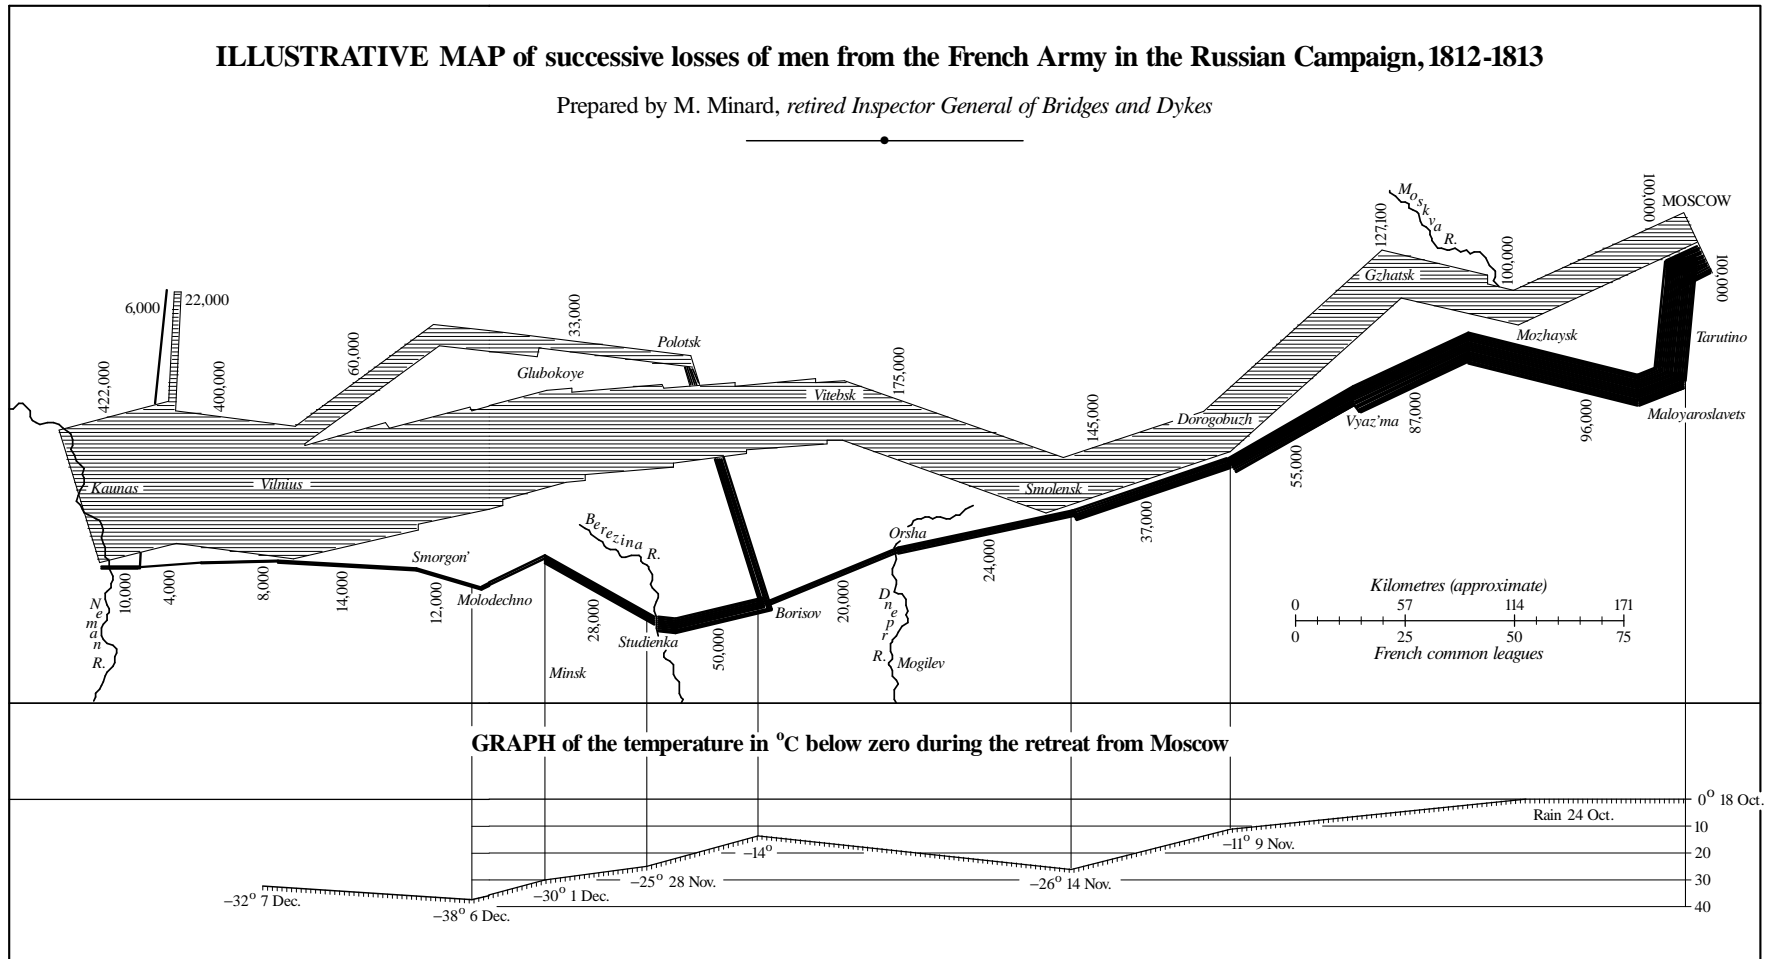 ILLUSTRATIVE MAP of successive losses of men from the French Army in the Russian Campaign, 1812-1813
Prepared by M. Minard, retired Inspector General of Bridges and Dykes
Moskva R.
100,000
MOSCOW
127,100
100,000
Gzhatsk
100,000
6,000
22,000
33,000
60,000
Polotsk
Mozhaysk
Tarutino
422,000
400,000
Glubokoye
175,000
Vitebsk
145,000
Dorogobuzh
Vyaz'ma
87,000
96,000
Maloyaroslavets
Kaunas
Vilnius
Smolensk
55,000
37,000
Berezina R.
Orsha
24,000
Smorgon'
10,000
4,000
8,000
14,000
12,000
Molodechno
28,000
Studienka
50,000
Borisov
20,000
Neman R.
Dnepr R.
Mogilev
Minsk
Kilometres (approximate)
0 57 114 171
0 25 50 75
French common leagues
GRAPH of the temperature in °C below zero during the retreat from Moscow
0° 18 Oct.
Rain 24 Oct.
10
−11° 9 Nov.
−14°
20
−25° 28 Nov.
−26° 14 Nov.
30
−30° 1 Dec.
−32° 7 Dec.
40
−38° 6 Dec.